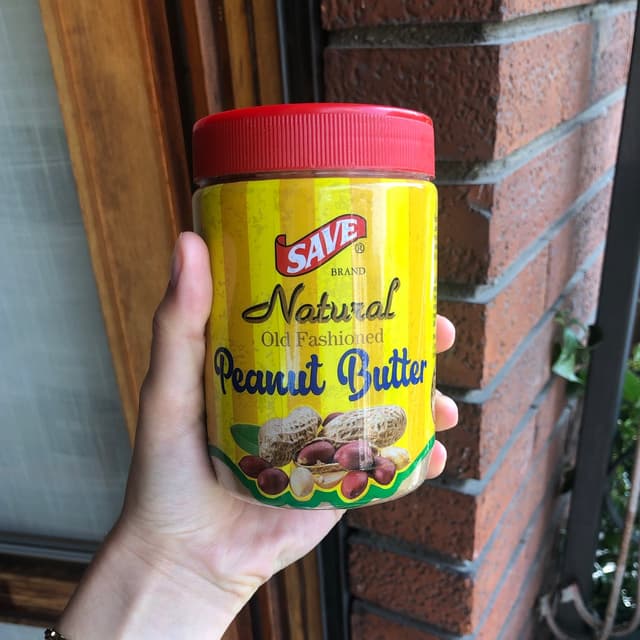 SAVE®
BRAND
Natural
Old Fashioned
Peanut Butter